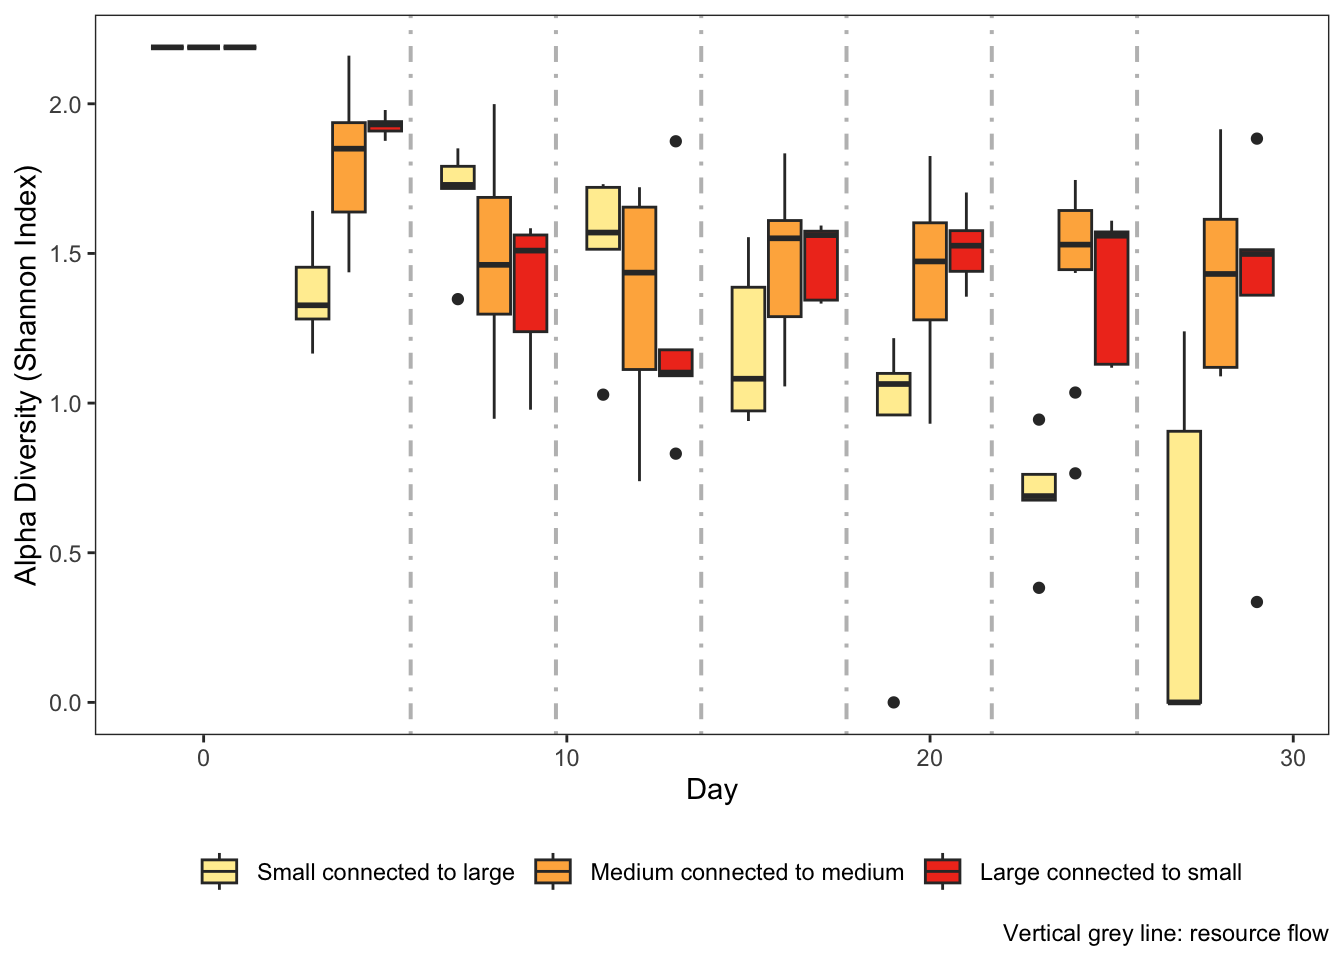 Alpha Diversity (Shannon Index)
2.0
1.5
1.0
0.5
0.0
0 10 20 30
Day
Small connected to large Medium connected to medium Large connected to small
Vertical grey line: resource flow